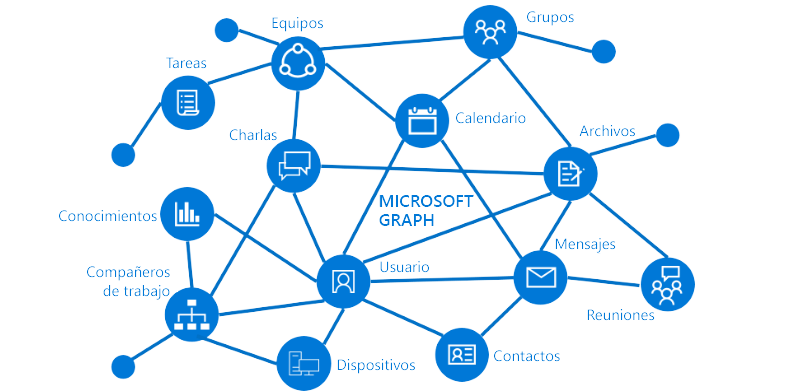 Equipos
Grupos
Tareas
Calendario
Charlas
Archivos
MICROSOFT
GRAPH
Conocimientos
Mensajes
Compañeros
de trabajo
Usuario
Reuniones
Dispositivos
Contactos